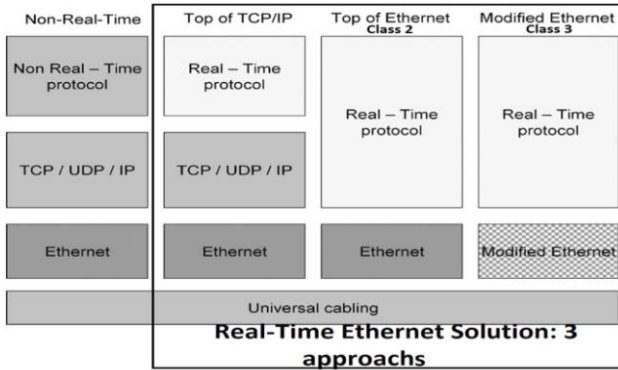 Non-Real-Time
Top of TCP/IP
Top of Ethernet
Class 2
Modified Ethernet
Class 3
Non Real – Time
protocol
Real – Time
protocol
Real – Time
protocol
Real – Time
protocol
TCP / UDP / IP
TCP / UDP / IP
Ethernet
Ethernet
Ethernet
Modified Ethernet
Universal cabling
Real-Time Ethernet Solution: 3
approachs